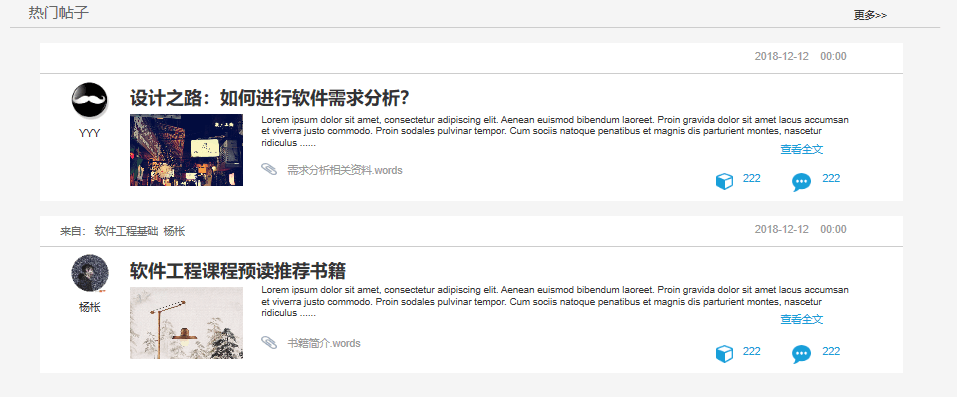 热门帖子 更多>>
2018-12-12 00:00
设计之路：如何进行软件需求分析？
YYY
Lorem ipsum dolor sit amet, consectetur adipiscing elit. Aenean euismod bibendum laoreet. Proin gravida dolor sit amet lacus accumsan
et viverra justo commodo. Proin sodales pulvinar tempor. Cum sociis natoque penatibus et magnis dis parturient montes, nascetur
ridiculus ......
查看全文
需求分析相关资料.words
222 222
来自： 软件工程基础 杨枨 2018-12-12 00:00
软件工程课程预读推荐书籍
杨枨
Lorem ipsum dolor sit amet, consectetur adipiscing elit. Aenean euismod bibendum laoreet. Proin gravida dolor sit amet lacus accumsan
et viverra justo commodo. Proin sodales pulvinar tempor. Cum sociis natoque penatibus et magnis dis parturient montes, nascetur
ridiculus ......
查看全文
书籍简介.words
222 222